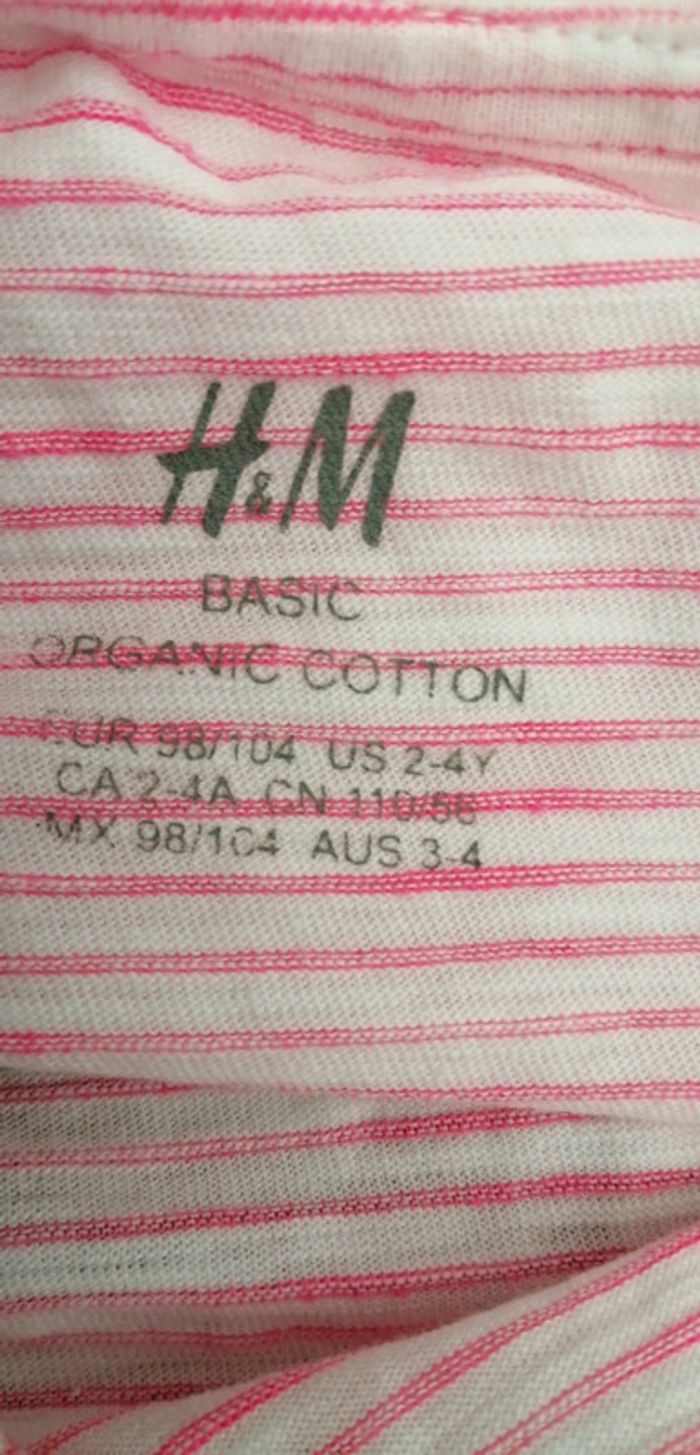 H&M
BASIC
ORGANIC COTTON
EUR 98/104 US 2-4Y
CA 2-4A CN 110/56
MX 98/104 AUS 3-4